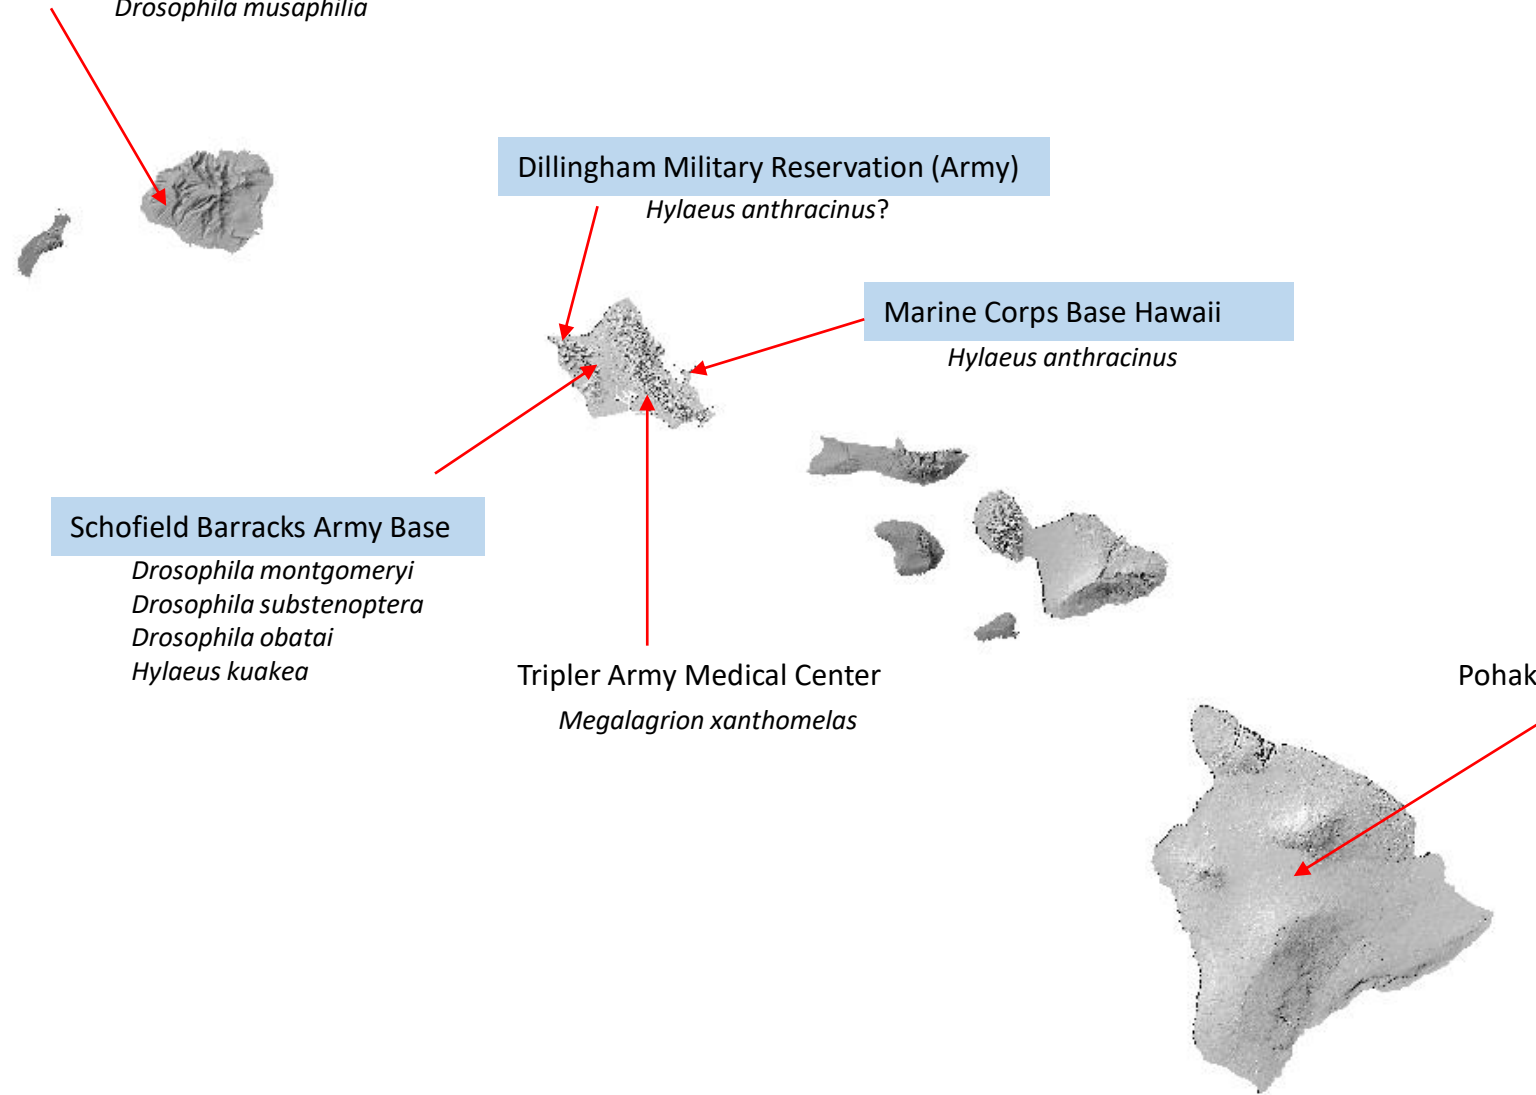 Drosophila musaphilia
Dillingham Military Reservation (Army)
Hylaeus anthracinus?
Marine Corps Base Hawaii
Hylaeus anthracinus
Schofield Barracks Army Base
Drosophila montgomeryi
Drosophila substenoptera
Drosophila obatai
Hylaeus kuakea
Tripler Army Medical Center
Megalagrion xanthomelas
Pohak